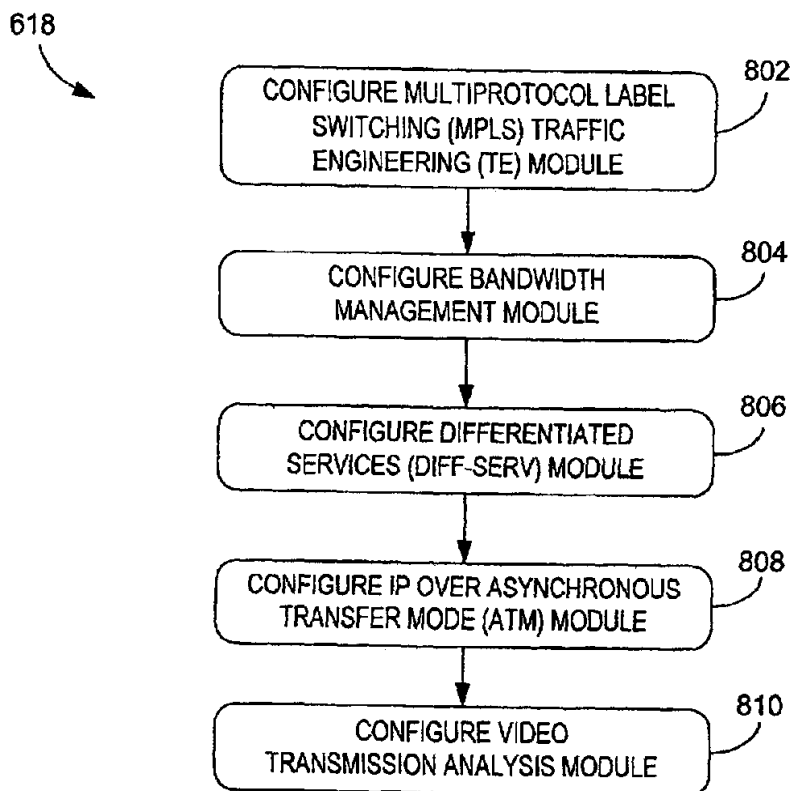 618
802
CONFIGURE MULTIPROTOCOL LABEL
SWITCHING (MPLS) TRAFFIC
ENGINEERING (TE) MODULE
804
CONFIGURE BANDWIDTH
MANAGEMENT MODULE
806
CONFIGURE DIFFERENTIATED
SERVICES (DIFF-SERV) MODULE
808
CONFIGURE IP OVER ASYNCHRONOUS
TRANSFER MODE (ATM) MODULE
810
CONFIGURE VIDEO
TRANSMISSION ANALYSIS MODULE